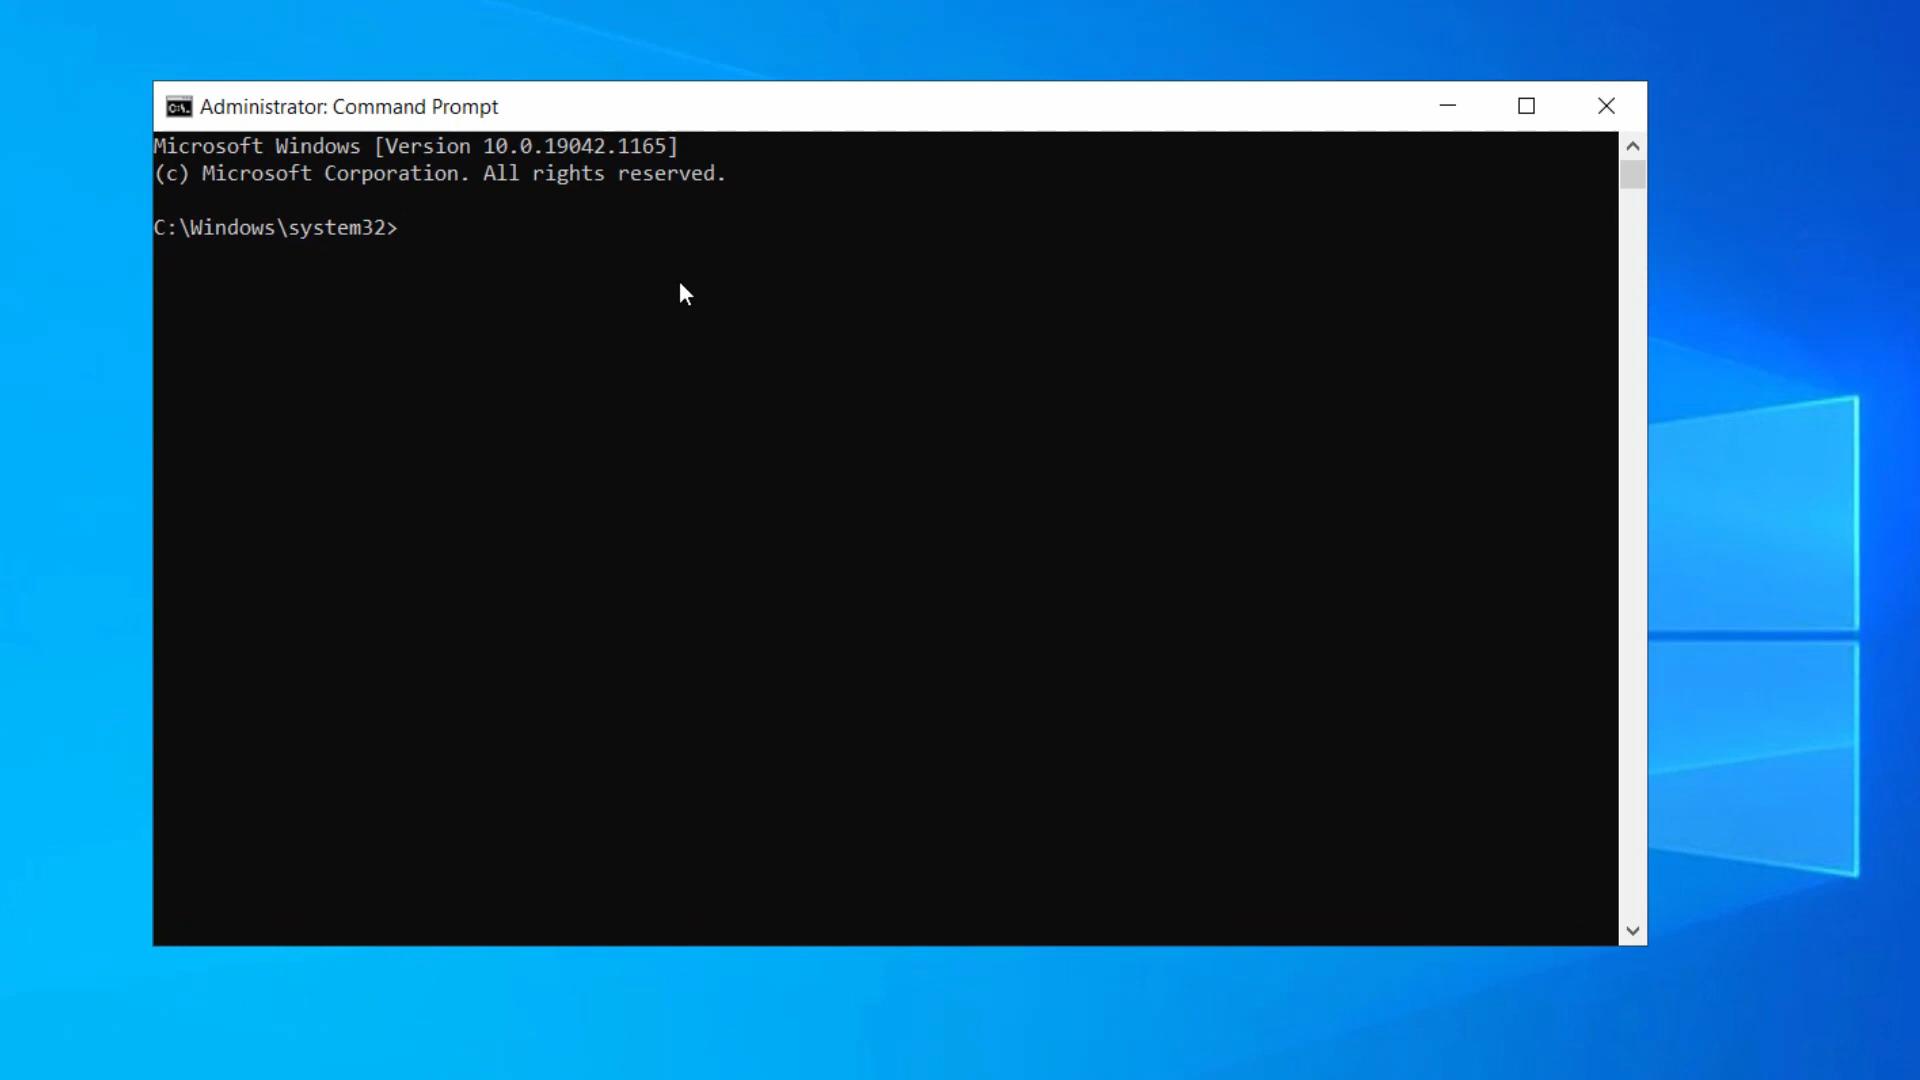 Administrator: Command Prompt
Microsoft Windows [Version 10.0.19042.1165]
(c) Microsoft Corporation. All rights reserved.
C:\Windows\system32>